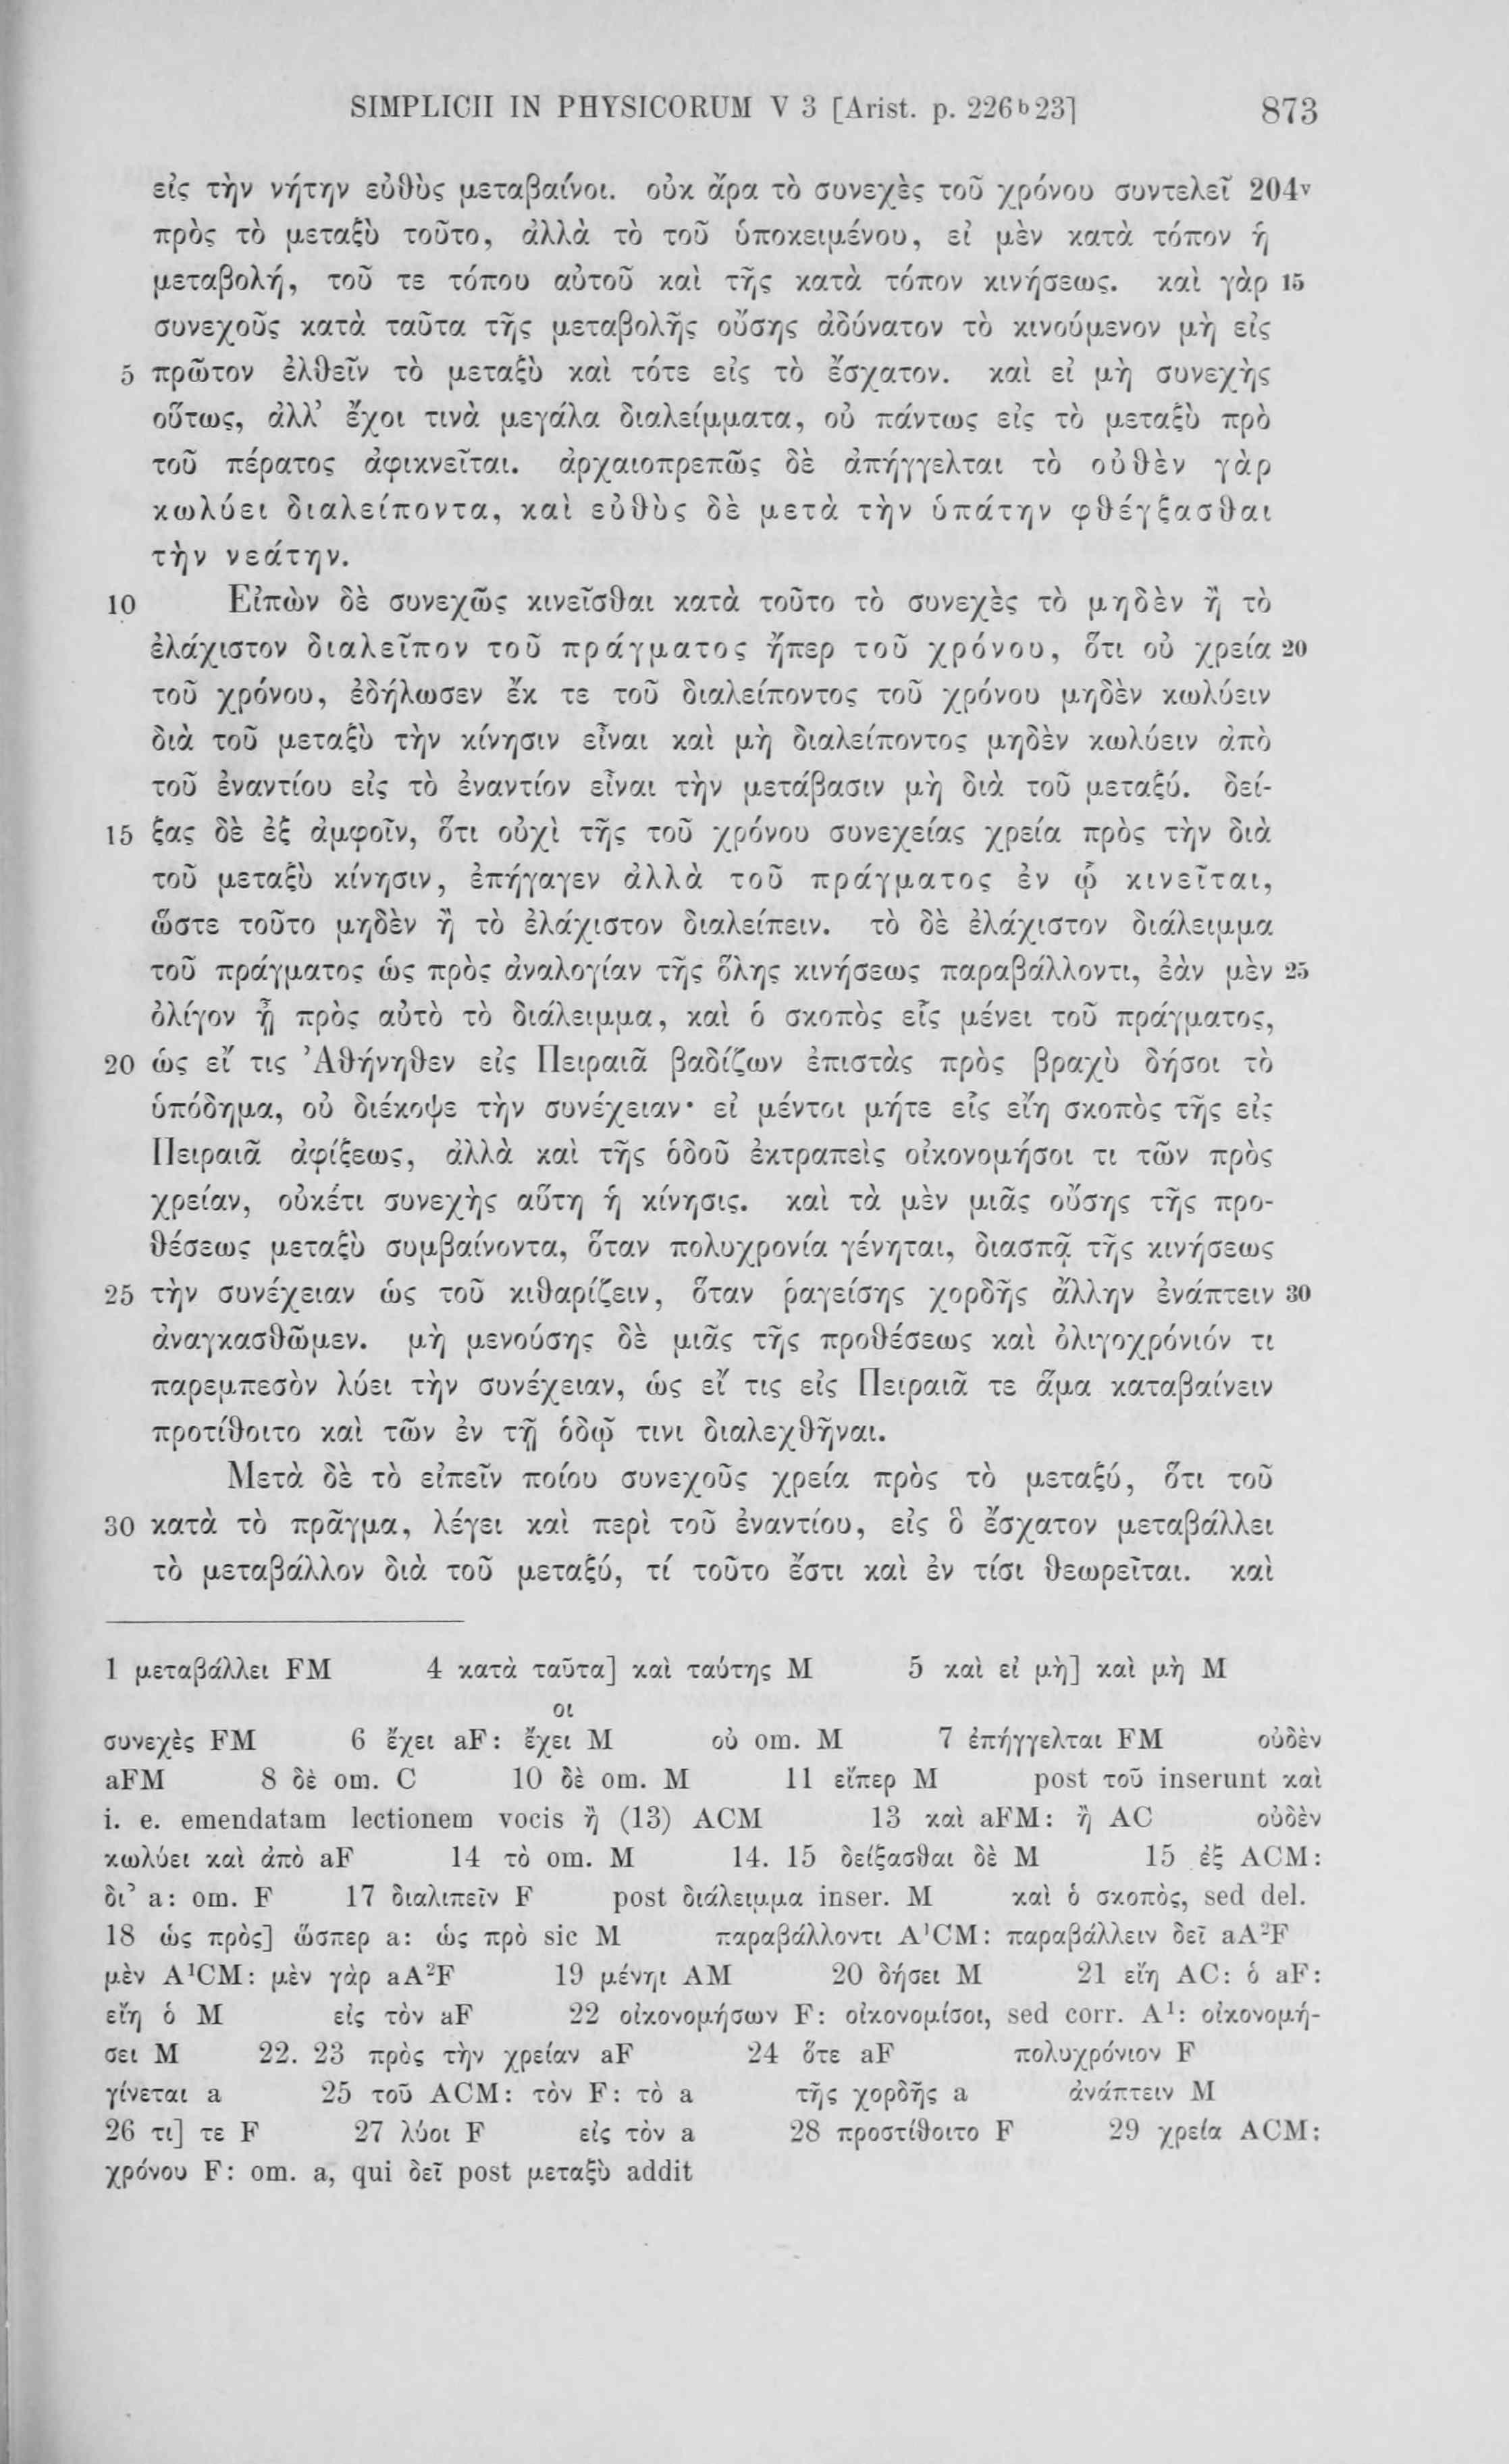 SIMPLICII IN PHYSICORUM V 3 [Arist. p. 226ᵇ23] 873
εἰς τὴν νήτην εὐθὺς μεταβαίνοι. οὐκ ἄρα τὸ συνεχὲς τοῦ χρόνου συντελεῖ 204ᵛ
πρὸς τὸ μεταξὺ τοῦτο, ἀλλὰ τὸ τοῦ ὑποκειμένου, εἰ μὲν κατὰ τόπον ἡ
μεταβολή, τοῦ τε τόπου αὐτοῦ καὶ τῆς κατὰ τόπον κινήσεως. καὶ γὰρ 15
συνεχοῦς κατὰ ταῦτα τῆς μεταβολῆς οὔσης ἀδύνατον τὸ κινούμενον μὴ εἰς
5 πρῶτον ἐλθεῖν τὸ μεταξὺ καὶ τότε εἰς τὸ ἔσχατον. καὶ εἰ μὴ συνεχὴς
οὕτως, ἀλλ’ ἔχοι τινὰ μεγάλα διαλείμματα, οὐ πάντως εἰς τὸ μεταξὺ πρὸ
τοῦ πέρατος ἀφικνεῖται. ἀρχαιοπρεπῶς δὲ ἀπήγγελται τὸ οὐθὲν γὰρ
κωλύει διαλείποντα, καὶ εὐθὺς δὲ μετὰ τὴν ὑπάτην φθέγξασθαι
τὴν νεάτην.
10 Εἰπὼν δὲ συνεχῶς κινεῖσθαι κατὰ τοῦτο τὸ συνεχὲς τὸ μηδὲν ἢ τὸ
ἐλάχιστον διαλεῖπον τοῦ πράγματος ἤπερ τοῦ χρόνου, ὅτι οὐ χρεία 20
τοῦ χρόνου, ἐδήλωσεν ἔκ τε τοῦ διαλείποντος τοῦ χρόνου μηδὲν κωλύειν
διὰ τοῦ μεταξὺ τὴν κίνησιν εἶναι καὶ μὴ διαλείποντος μηδὲν κωλύειν ἀπὸ
τοῦ ἐναντίου εἰς τὸ ἐναντίον εἶναι τὴν μετάβασιν μὴ διὰ τοῦ μεταξύ. δεί-
15 ξας δὲ ἐξ ἀμφοῖν, ὅτι οὐχὶ τῆς τοῦ χρόνου συνεχείας χρεία πρὸς τὴν διὰ
τοῦ μεταξὺ κίνησιν, ἐπήγαγεν ἀλλὰ τοῦ πράγματος ἐν ᾧ κινεῖται,
ὥστε τοῦτο μηδὲν ἢ τὸ ἐλάχιστον διαλείπειν. τὸ δὲ ἐλάχιστον διάλειμμα
τοῦ πράγματος ὡς πρὸς ἀναλογίαν τῆς ὅλης κινήσεως παραβάλλοντι, ἐὰν μὲν 25
ὀλίγον ᾖ πρὸς αὐτὸ τὸ διάλειμμα, καὶ ὁ σκοπὸς εἷς μένει τοῦ πράγματος,
20 ὡς εἴ τις Ἀθήνηθεν εἰς Πειραιᾶ βαδίζων ἐπιστὰς πρὸς βραχὺ δήσοι τὸ
ὑπόδημα, οὐ διέκοψε τὴν συνέχειαν· εἰ μέντοι μήτε εἷς εἴη σκοπὸς τῆς εἰς
Πειραιᾶ ἀφίξεως, ἀλλὰ καὶ τῆς ὁδοῦ ἐκτραπεὶς οἰκονομήσοι τι τῶν πρὸς
χρείαν, οὐκέτι συνεχὴς αὕτη ἡ κίνησις. καὶ τὰ μὲν μιᾶς οὔσης τῆς προ-
θέσεως μεταξὺ συμβαίνοντα, ὅταν πολυχρονία γένηται, διασπᾷ τῆς κινήσεως
25 τὴν συνέχειαν ὡς τοῦ κιθαρίζειν, ὅταν ῥαγείσης χορδῆς ἄλλην ἐνάπτειν 30
ἀναγκασθῶμεν. μὴ μενούσης δὲ μιᾶς τῆς προθέσεως καὶ ὀλιγοχρόνιόν τι
παρεμπεσὸν λύει τὴν συνέχειαν, ὡς εἴ τις εἰς Πειραιᾶ τε ἅμα καταβαίνειν
προτίθοιτο καὶ τῶν ἐν τῇ ὁδῷ τινι διαλεχθῆναι.
Μετὰ δὲ τὸ εἰπεῖν ποίου συνεχοῦς χρεία πρὸς τὸ μεταξύ, ὅτι τοῦ
30 κατὰ τὸ πρᾶγμα, λέγει καὶ περὶ τοῦ ἐναντίου, εἰς ὃ ἔσχατον μεταβάλλει
τὸ μεταβάλλον διὰ τοῦ μεταξύ, τί τοῦτο ἔστι καὶ ἐν τίσι θεωρεῖται. καὶ
1 μεταβάλλει FM 4 κατὰ ταῦτα] καὶ ταύτης M 5 καὶ εἰ μὴ] καὶ μὴ M
οι
συνεχὲς FM 6 ἔχει aF: ἔχει M οὐ om. M 7 ἐπήγγελται FM οὐδὲν
aFM 8 δὲ om. C 10 δὲ om. M 11 εἴπερ M post τοῦ inserunt καὶ
i. e. emendatam lectionem vocis ἢ (13) ACM 13 καὶ aFM: ἢ AC οὐδὲν
κωλύει καὶ ἀπὸ aF 14 τὸ om. M 14. 15 δείξασθαι δὲ M 15 ἐξ ACM:
δι’ a: om. F 17 διαλιπεῖν F post διάλειμμα inser. M καὶ ὁ σκοπὸς, sed del.
18 ὡς πρὸς] ὥσπερ a: ὡς πρὸ sic M παραβάλλοντι A¹CM: παραβάλλειν δεῖ aA²F
μὲν A¹CM: μὲν γὰρ aA²F 19 μένηι AM 20 δήσει M 21 εἴη AC: ὁ aF:
εἴη ὁ M εἰς τὸν aF 22 οἰκονομήσων F: οἰκονομίσοι, sed corr. A¹: οἰκονομή-
σει M 22. 23 πρὸς τὴν χρείαν aF 24 ὅτε aF πολυχρόνιον F
γίνεται a 25 τοῦ ACM: τὸν F: τὸ a τῆς χορδῆς a ἀνάπτειν M
26 τι] τε F 27 λύοι F εἰς τὸν a 28 προστίθοιτο F 29 χρεία ACM:
χρόνου F: om. a, qui δεῖ post μεταξὺ addit